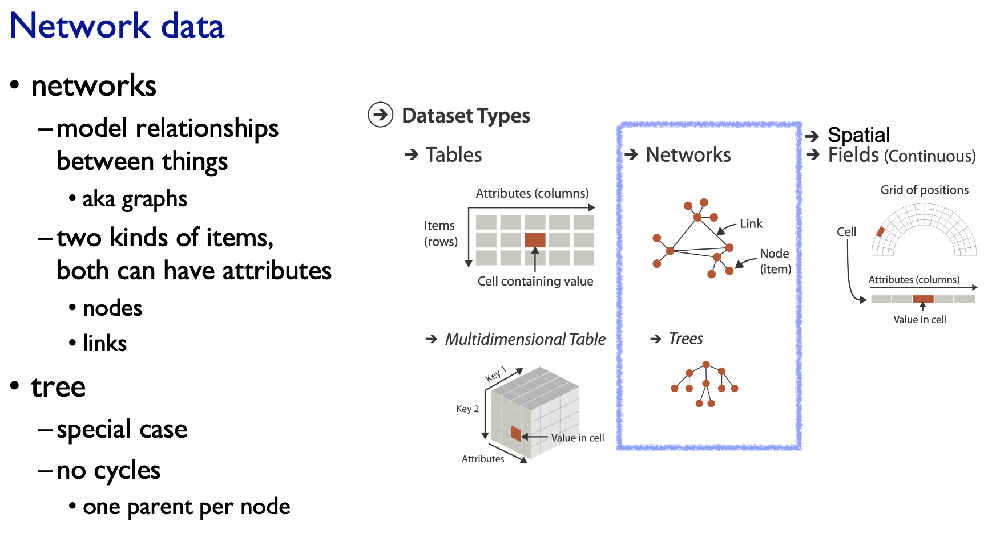 Network data
• networks
–model relationships
between things
• aka graphs
–two kinds of items,
both can have attributes
• nodes
• links
• tree
–special case
–no cycles
• one parent per node
Dataset Types
Tables
Attributes (columns)
Items
(rows)
Cell containing value
Multidimensional Table
Key 1
Key 2
Value in cell
Attributes
Networks
Link
Node
(item)
Trees
Spatial
Fields (Continuous)
Grid of positions
Cell
Attributes (columns)
Value in cell